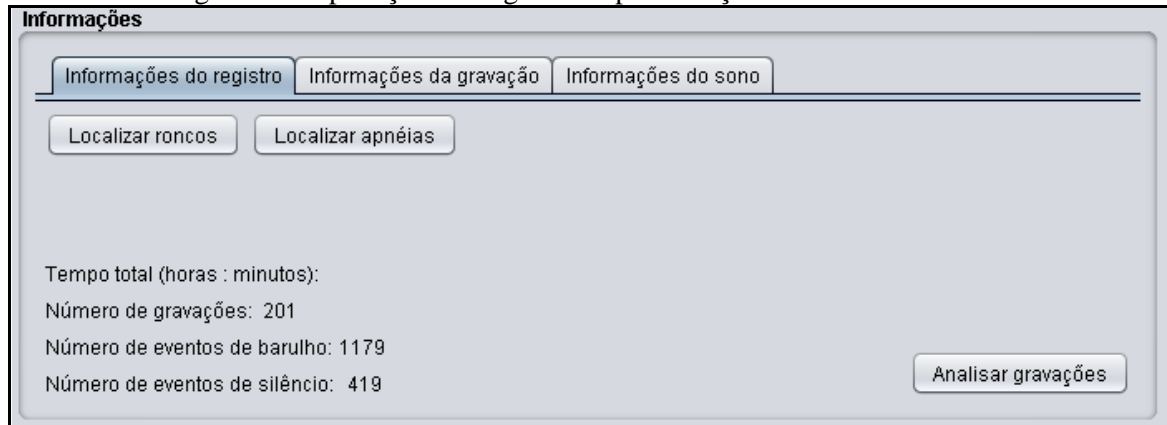 Informações
Informações do registro Informações da gravação Informações do sono
Localizar roncos Localizar apnéias
Tempo total (horas : minutos):
Número de gravações: 201
Número de eventos de barulho: 1179
Número de eventos de silêncio: 419
Analisar gravações